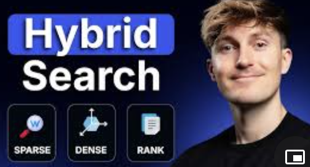 Hybrid
Search
W
SPARSE
DENSE
RANK